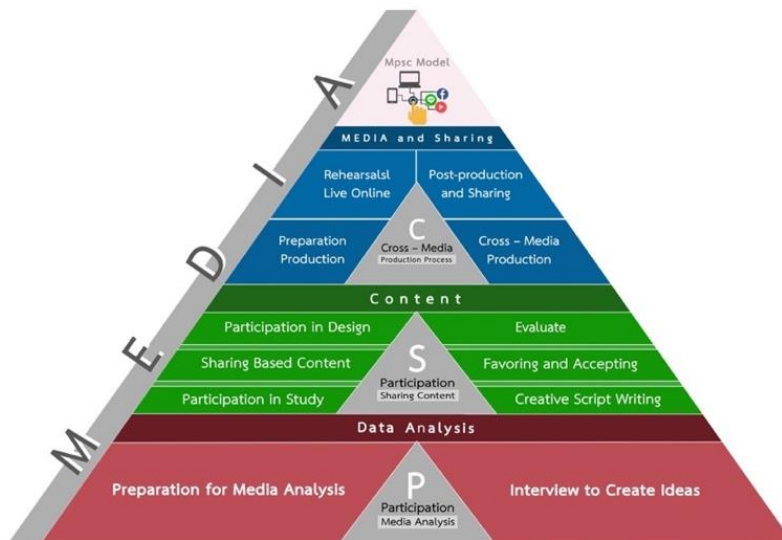 Mpsc Model
MEDIA and Sharing
Rehearsalsl
Live Online
Post-production
and Sharing
C
Cross – Media
Production Process
Preparation
Production
Cross – Media
Production
Content
Participation in Design
Evaluate
S
Sharing Based Content
Favoring and Accepting
Participation
Sharing Content
Participation in Study
Creative Script Writing
Data Analysis
Preparation for Media Analysis
Interview to Create Ideas
P
Participation
Media Analysis
MEDIA